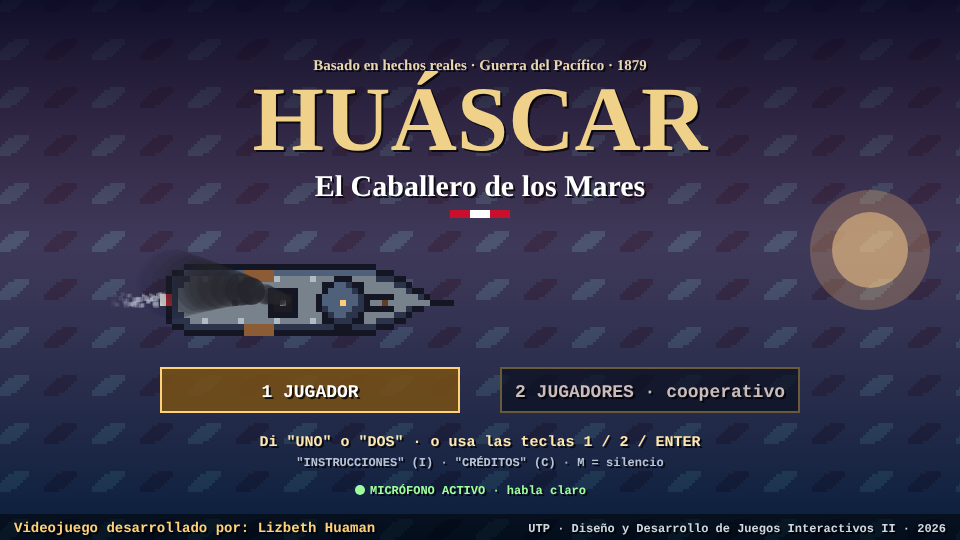 Basado en hechos reales · Guerra del Pacífico · 1879
HUÁSCAR
El Caballero de los Mares
1 JUGADOR
2 JUGADORES · cooperativo
Di "UNO" o "DOS" · o usa las teclas 1 / 2 / ENTER
"INSTRUCCIONES" (I) · "CRÉDITOS" (C) · M = silencio
MICRÓFONO ACTIVO · habla claro
Videojuego desarrollado por: Lizbeth Huaman
UTP · Diseño y Desarrollo de Juegos Interactivos II · 2026